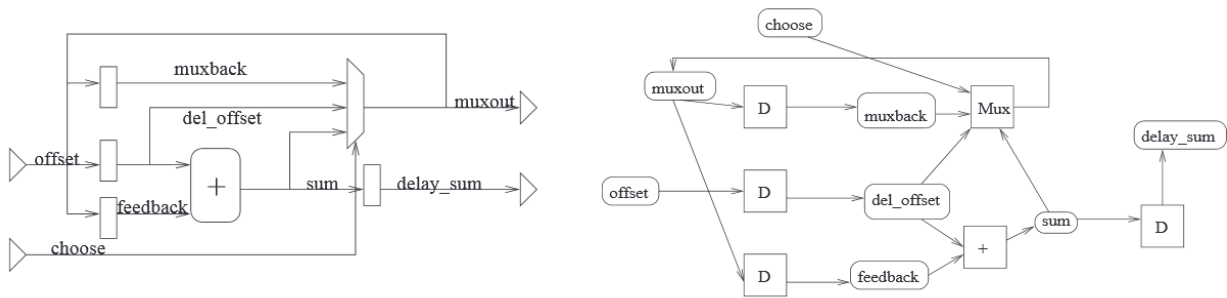 muxback
muxout
del_offset
offset
+
sum
delay_sum
feedback
choose
choose
muxout
D
muxback
Mux
delay_sum
offset
D
del_offset
sum
D
+
D
feedback